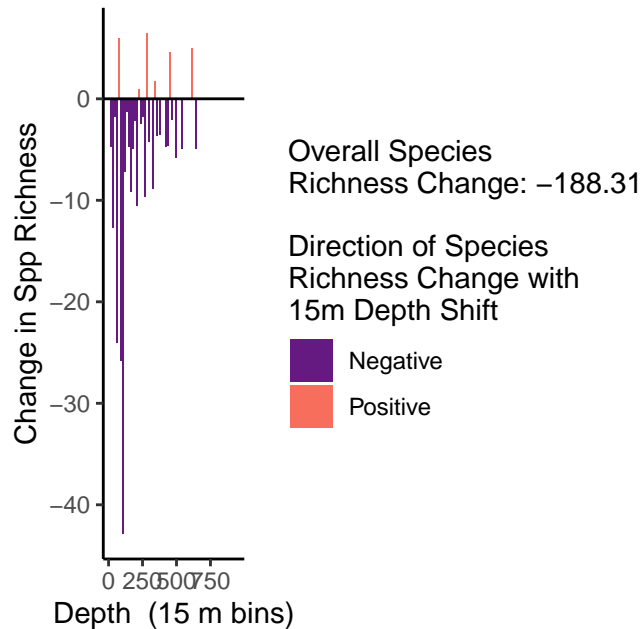 Change in Spp Richness
0
−10
−20
−30
−40
0 250 500 750
Depth (15 m bins)
Overall Species
Richness Change: −188.31
Direction of Species
Richness Change with
15m Depth Shift
Negative
Positive